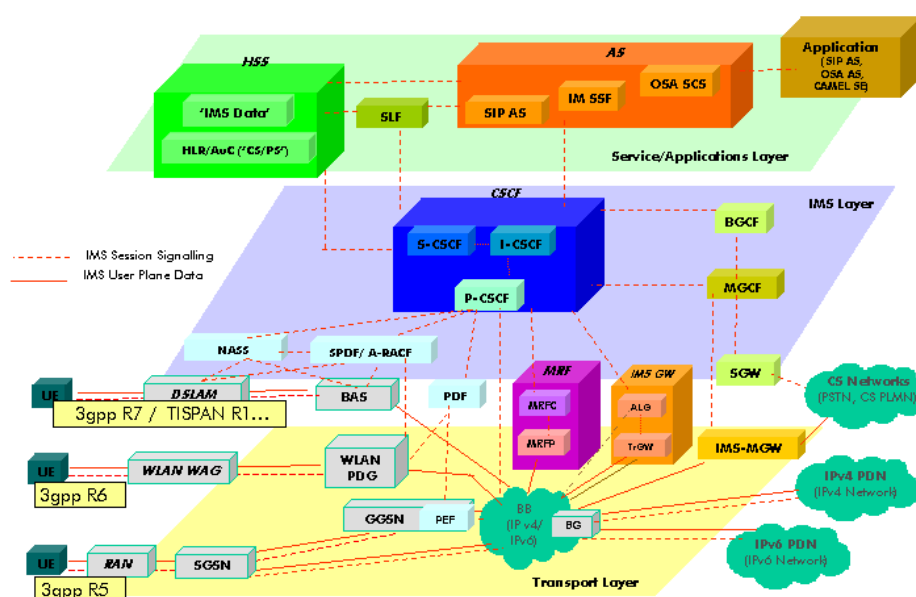 HSS
'IMS Data'
HLR/AuC ('CS/PS')
SLF
AS
SIP AS
IM SSF
OSA SCS
Application
(SIP AS,
OSA AS,
CAMEL SE)
Service/Applications Layer
CSCF
S-CSCF
I-CSCF
P-CSCF
IMS Layer
BGCF
MGCF
SGW
IMS Session Signalling
IMS User Plane Data
NASS
SPDF/ A-RACF
UE
DSLAM
BAS
3gpp R7 / TISPAN R1...
PDF
MRF
MRFC
MRFP
IMS GW
ALG
TrGW
IMS-MGW
CS Networks
(PSTN, CS PLMN)
UE
WLAN WAG
WLAN
PDG
3gpp R6
GGSN
PEF
BB
(IP v4/
IPv6)
BG
IPv4 PDN
(IPv4 Network)
IPv6 PDN
(IPv6 Network)
UE
RAN
SGSN
3gpp R5
Transport Layer